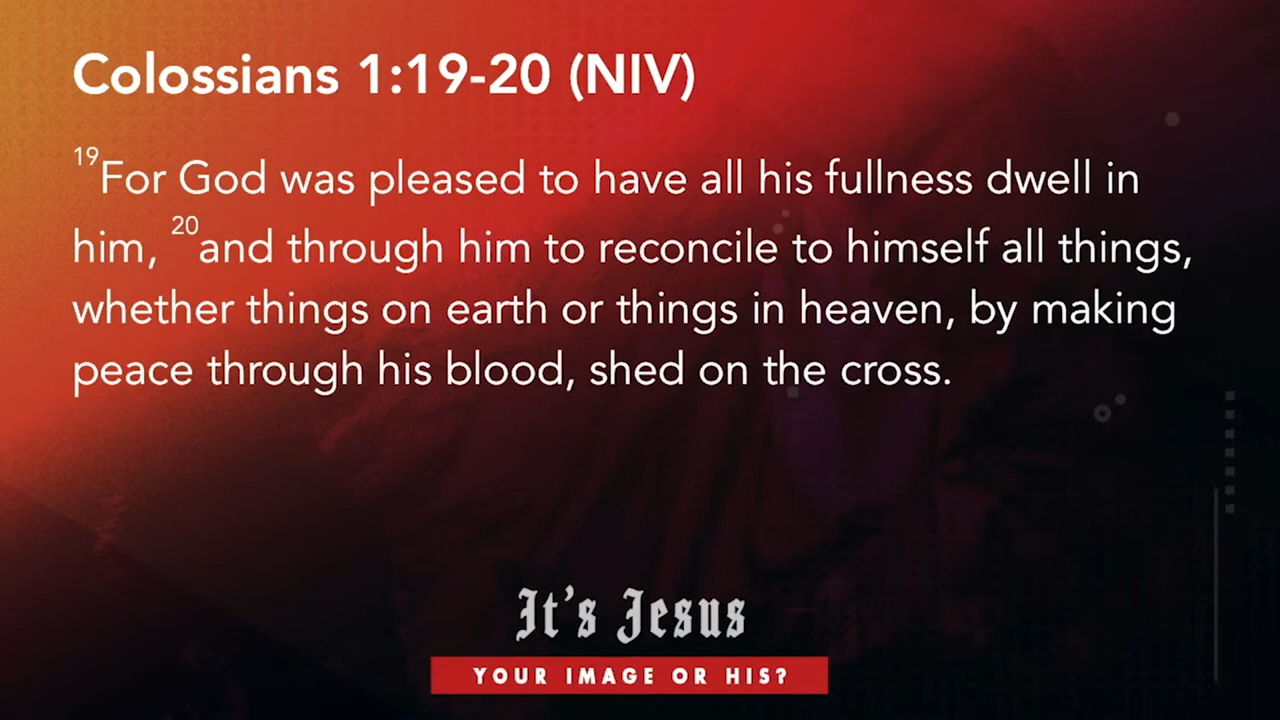 Colossians 1:19-20 (NIV)
19For God was pleased to have all his fullness dwell in
him, 20and through him to reconcile to himself all things,
whether things on earth or things in heaven, by making
peace through his blood, shed on the cross.
It's Jesus
YOUR IMAGE OR HIS?